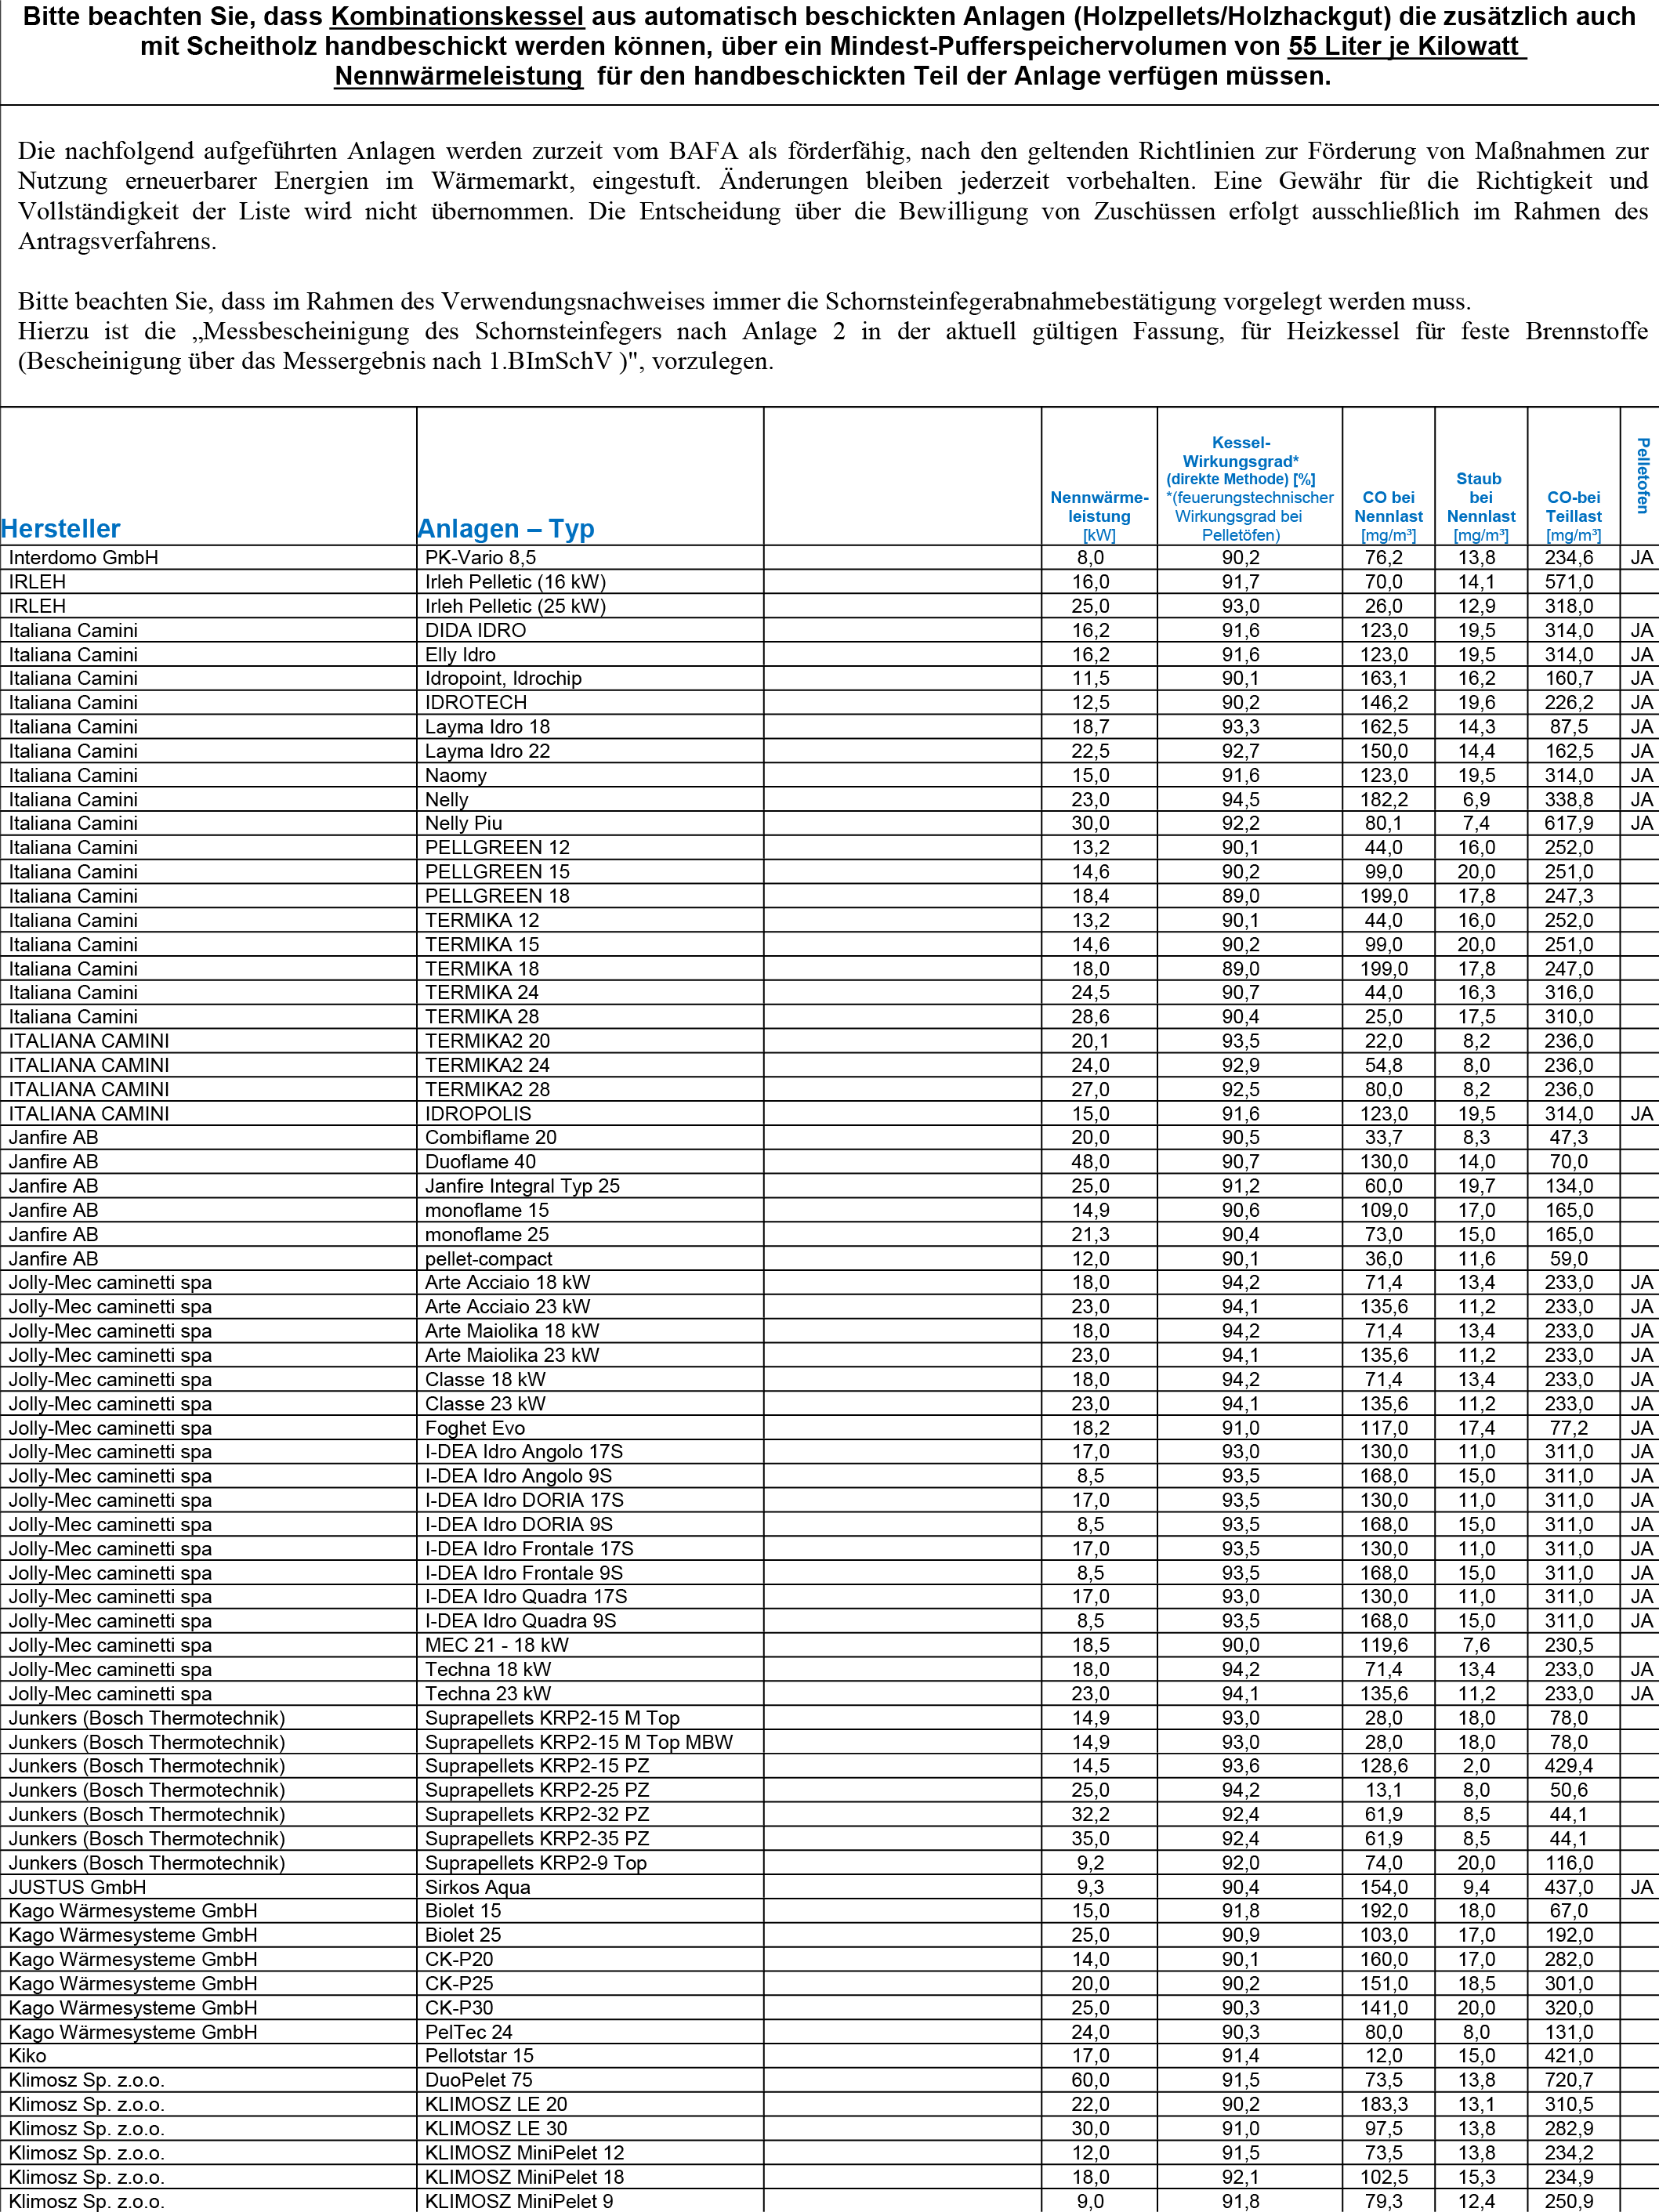 Bitte beachten Sie, dass Kombinationskessel aus automatisch beschickten Anlagen (Holzpellets/Holzhackgut) die zusätzlich auch
mit Scheitholz handbeschickt werden können, über ein Mindest-Pufferspeichervolumen von 55 Liter je Kilowatt
Nennwärmeleistung für den handbeschickten Teil der Anlage verfügen müssen.
Die nachfolgend aufgeführten Anlagen werden zurzeit vom BAFA als förderfähig, nach den geltenden Richtlinien zur Förderung von Maßnahmen zur
Nutzung erneuerbarer Energien im Wärmemarkt, eingestuft. Änderungen bleiben jederzeit vorbehalten. Eine Gewähr für die Richtigkeit und
Vollständigkeit der Liste wird nicht übernommen. Die Entscheidung über die Bewilligung von Zuschüssen erfolgt ausschließlich im Rahmen des
Antragsverfahrens.
Bitte beachten Sie, dass im Rahmen des Verwendungsnachweises immer die Schornsteinfegerabnahmebestätigung vorgelegt werden muss.
Hierzu ist die „Messbescheinigung des Schornsteinfegers nach Anlage 2 in der aktuell gültigen Fassung, für Heizkessel für feste Brennstoffe
(Bescheinigung über das Messergebnis nach 1.BImSchV )", vorzulegen.
Hersteller
Anlagen – Typ
Nennwärme-
leistung
[kW]
Kessel-
Wirkungsgrad*
(direkte Methode) [%]
*(feuerungstechnischer
Wirkungsgrad bei
Pelletöfen)
CO bei
Nennlast
[mg/m³]
Staub
bei
Nennlast
[mg/m³]
CO-bei
Teillast
[mg/m³]
Pelletofen
Interdomo GmbH PK-Vario 8,5 8,0 90,2 76,2 13,8 234,6 JA
IRLEH Irleh Pelletic (16 kW) 16,0 91,7 70,0 14,1 571,0
IRLEH Irleh Pelletic (25 kW) 25,0 93,0 26,0 12,9 318,0
Italiana Camini DIDA IDRO 16,2 91,6 123,0 19,5 314,0 JA
Italiana Camini Elly Idro 16,2 91,6 123,0 19,5 314,0 JA
Italiana Camini Idropoint, Idrochip 11,5 90,1 163,1 16,2 160,7 JA
Italiana Camini IDROTECH 12,5 90,2 146,2 19,6 226,2 JA
Italiana Camini Layma Idro 18 18,7 93,3 162,5 14,3 87,5 JA
Italiana Camini Layma Idro 22 22,5 92,7 150,0 14,4 162,5 JA
Italiana Camini Naomy 15,0 91,6 123,0 19,5 314,0 JA
Italiana Camini Nelly 23,0 94,5 182,2 6,9 338,8 JA
Italiana Camini Nelly Piu 30,0 92,2 80,1 7,4 617,9 JA
Italiana Camini PELLGREEN 12 13,2 90,1 44,0 16,0 252,0
Italiana Camini PELLGREEN 15 14,6 90,2 99,0 20,0 251,0
Italiana Camini PELLGREEN 18 18,4 89,0 199,0 17,8 247,3
Italiana Camini TERMIKA 12 13,2 90,1 44,0 16,0 252,0
Italiana Camini TERMIKA 15 14,6 90,2 99,0 20,0 251,0
Italiana Camini TERMIKA 18 18,0 89,0 199,0 17,8 247,0
Italiana Camini TERMIKA 24 24,5 90,7 44,0 16,3 316,0
Italiana Camini TERMIKA 28 28,6 90,4 25,0 17,5 310,0
ITALIANA CAMINI TERMIKA2 20 20,1 93,5 22,0 8,2 236,0
ITALIANA CAMINI TERMIKA2 24 24,0 92,9 54,8 8,0 236,0
ITALIANA CAMINI TERMIKA2 28 27,0 92,5 80,0 8,2 236,0
ITALIANA CAMINI IDROPOLIS 15,0 91,6 123,0 19,5 314,0 JA
Janfire AB Combiflame 20 20,0 90,5 33,7 8,3 47,3
Janfire AB Duoflame 40 48,0 90,7 130,0 14,0 70,0
Janfire AB Janfire Integral Typ 25 25,0 91,2 60,0 19,7 134,0
Janfire AB monoflame 15 14,9 90,6 109,0 17,0 165,0
Janfire AB monoflame 25 21,3 90,4 73,0 15,0 165,0
Janfire AB pellet-compact 12,0 90,1 36,0 11,6 59,0
Jolly-Mec caminetti spa Arte Acciaio 18 kW 18,0 94,2 71,4 13,4 233,0 JA
Jolly-Mec caminetti spa Arte Acciaio 23 kW 23,0 94,1 135,6 11,2 233,0 JA
Jolly-Mec caminetti spa Arte Maiolika 18 kW 18,0 94,2 71,4 13,4 233,0 JA
Jolly-Mec caminetti spa Arte Maiolika 23 kW 23,0 94,1 135,6 11,2 233,0 JA
Jolly-Mec caminetti spa Classe 18 kW 18,0 94,2 71,4 13,4 233,0 JA
Jolly-Mec caminetti spa Classe 23 kW 23,0 94,1 135,6 11,2 233,0 JA
Jolly-Mec caminetti spa Foghet Evo 18,2 91,0 117,0 17,4 77,2 JA
Jolly-Mec caminetti spa I-DEA Idro Angolo 17S 17,0 93,0 130,0 11,0 311,0 JA
Jolly-Mec caminetti spa I-DEA Idro Angolo 9S 8,5 93,5 168,0 15,0 311,0 JA
Jolly-Mec caminetti spa I-DEA Idro DORIA 17S 17,0 93,5 130,0 11,0 311,0 JA
Jolly-Mec caminetti spa I-DEA Idro DORIA 9S 8,5 93,5 168,0 15,0 311,0 JA
Jolly-Mec caminetti spa I-DEA Idro Frontale 17S 17,0 93,5 130,0 11,0 311,0 JA
Jolly-Mec caminetti spa I-DEA Idro Frontale 9S 8,5 93,5 168,0 15,0 311,0 JA
Jolly-Mec caminetti spa I-DEA Idro Quadra 17S 17,0 93,0 130,0 11,0 311,0 JA
Jolly-Mec caminetti spa I-DEA Idro Quadra 9S 8,5 93,5 168,0 15,0 311,0 JA
Jolly-Mec caminetti spa MEC 21 - 18 kW 18,5 90,0 119,6 7,6 230,5
Jolly-Mec caminetti spa Techna 18 kW 18,0 94,2 71,4 13,4 233,0 JA
Jolly-Mec caminetti spa Techna 23 kW 23,0 94,1 135,6 11,2 233,0 JA
Junkers (Bosch Thermotechnik) Suprapellets KRP2-15 M Top 14,9 93,0 28,0 18,0 78,0
Junkers (Bosch Thermotechnik) Suprapellets KRP2-15 M Top MBW 14,9 93,0 28,0 18,0 78,0
Junkers (Bosch Thermotechnik) Suprapellets KRP2-15 PZ 14,5 93,6 128,6 2,0 429,4
Junkers (Bosch Thermotechnik) Suprapellets KRP2-25 PZ 25,0 94,2 13,1 8,0 50,6
Junkers (Bosch Thermotechnik) Suprapellets KRP2-32 PZ 32,2 92,4 61,9 8,5 44,1
Junkers (Bosch Thermotechnik) Suprapellets KRP2-35 PZ 35,0 92,4 61,9 8,5 44,1
Junkers (Bosch Thermotechnik) Suprapellets KRP2-9 Top 9,2 92,0 74,0 20,0 116,0
JUSTUS GmbH Sirkos Aqua 9,3 90,4 154,0 9,4 437,0 JA
Kago Wärmesysteme GmbH Biolet 15 15,0 91,8 192,0 18,0 67,0
Kago Wärmesysteme GmbH Biolet 25 25,0 90,9 103,0 17,0 192,0
Kago Wärmesysteme GmbH CK-P20 14,0 90,1 160,0 17,0 282,0
Kago Wärmesysteme GmbH CK-P25 20,0 90,2 151,0 18,5 301,0
Kago Wärmesysteme GmbH CK-P30 25,0 90,3 141,0 20,0 320,0
Kago Wärmesysteme GmbH PelTec 24 24,0 90,3 80,0 8,0 131,0
Kiko Pellotstar 15 17,0 91,4 12,0 15,0 421,0
Klimosz Sp. z.o.o. DuoPelet 75 60,0 91,5 73,5 13,8 720,7
Klimosz Sp. z.o.o. KLIMOSZ LE 20 22,0 90,2 183,3 13,1 310,5
Klimosz Sp. z.o.o. KLIMOSZ LE 30 30,0 91,0 97,5 13,8 282,9
Klimosz Sp. z.o.o. KLIMOSZ MiniPelet 12 12,0 91,5 73,5 13,8 234,2
Klimosz Sp. z.o.o. KLIMOSZ MiniPelet 18 18,0 92,1 102,5 15,3 234,9
Klimosz Sp. z.o.o. KLIMOSZ MiniPelet 9 9,0 91,8 79,3 12,4 250,9